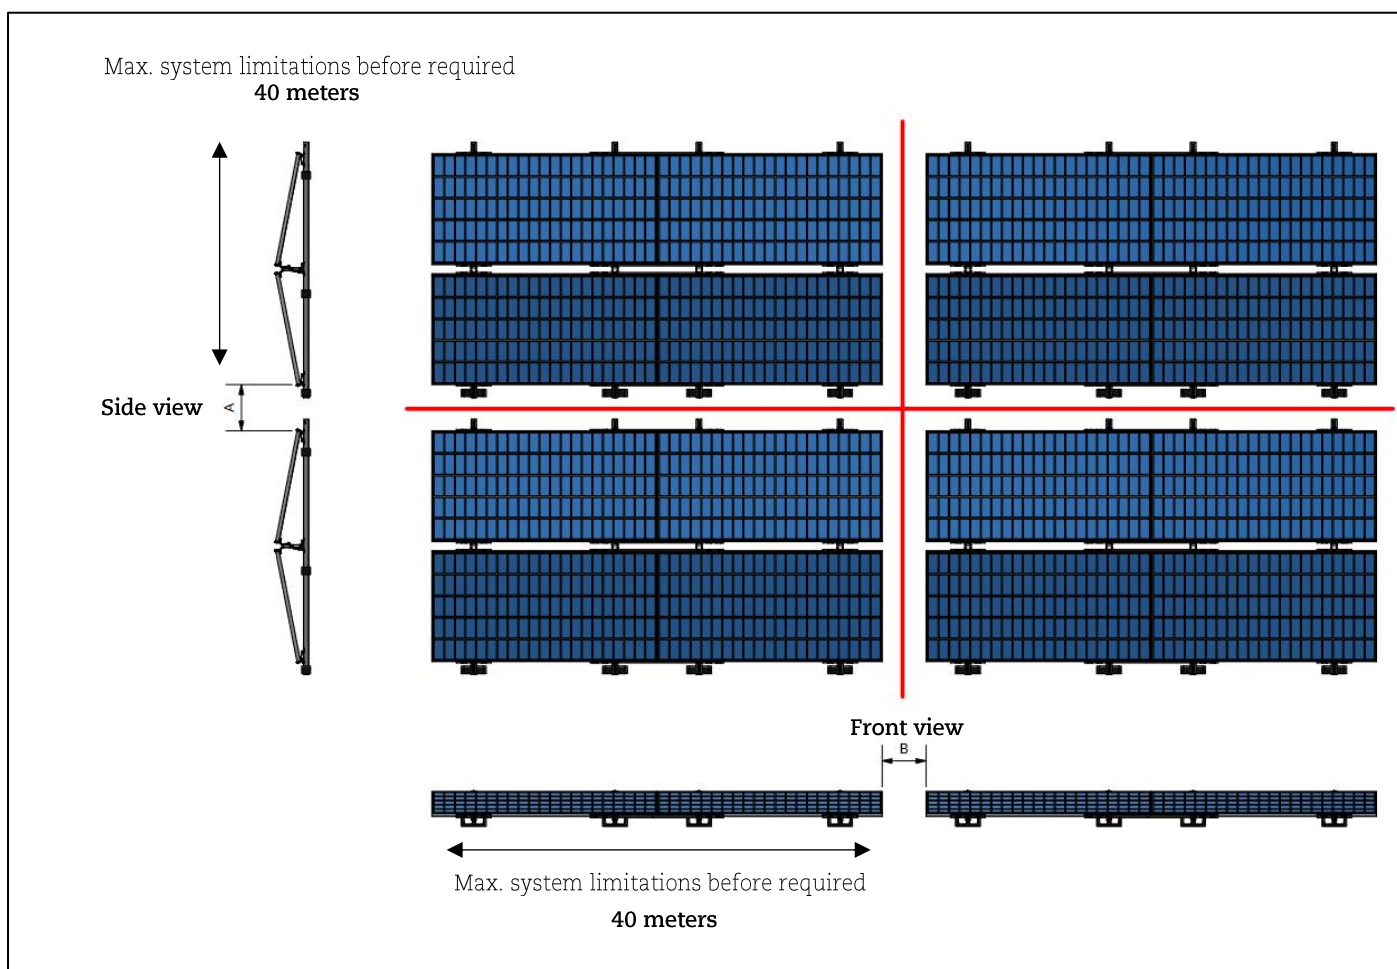 Max. system limitations before required
40 meters
Side view
A
Front view
B
Max. system limitations before required
40 meters